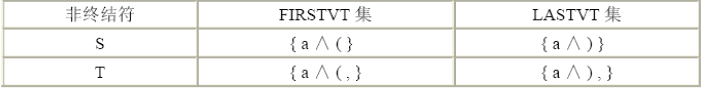 非终结符 FIRSTVT 集 LASTVT 集
S { a ∧ ( } { a ∧ ) }
T { a ∧ ( , } { a ∧ ) , }